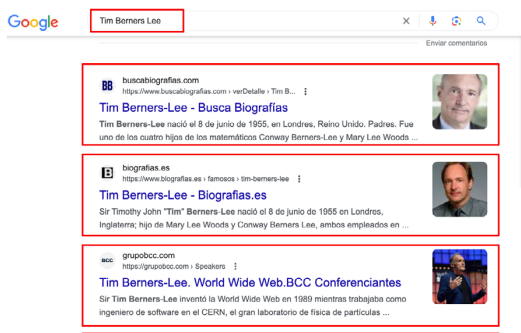 Google
Tim Berners Lee
Enviar comentarios
BB
buscabiografias.com
https://www.buscabiografias.com › verDetalle › Tim B...
Tim Berners-Lee - Busca Biografías
Tim Berners-Lee nació el 8 de junio de 1955, en Londres, Reino Unido. Padres. Fue
uno de los cuatro hijos de los matemáticos Conway Berners-Lee y Mary Lee Woods ...
B
biografias.es
https://www.biografias.es › famosos › tim-berners-lee
Tim Berners-Lee - Biografias.es
Sir Timothy John "Tim" Berners-Lee nació el 8 de junio de 1955 en Londres,
Inglaterra; hijo de Mary Lee Woods y Conway Berners Lee, ambos empleados en ...
BCC
grupobcc.com
https://grupobcc.com › Speakers
Tim Berners-Lee. World Wide Web.BCC Conferenciantes
Sir Tim Berners-Lee inventó la World Wide Web en 1989 mientras trabajaba como
ingeniero de software en el CERN, el gran laboratorio de física de partículas ...